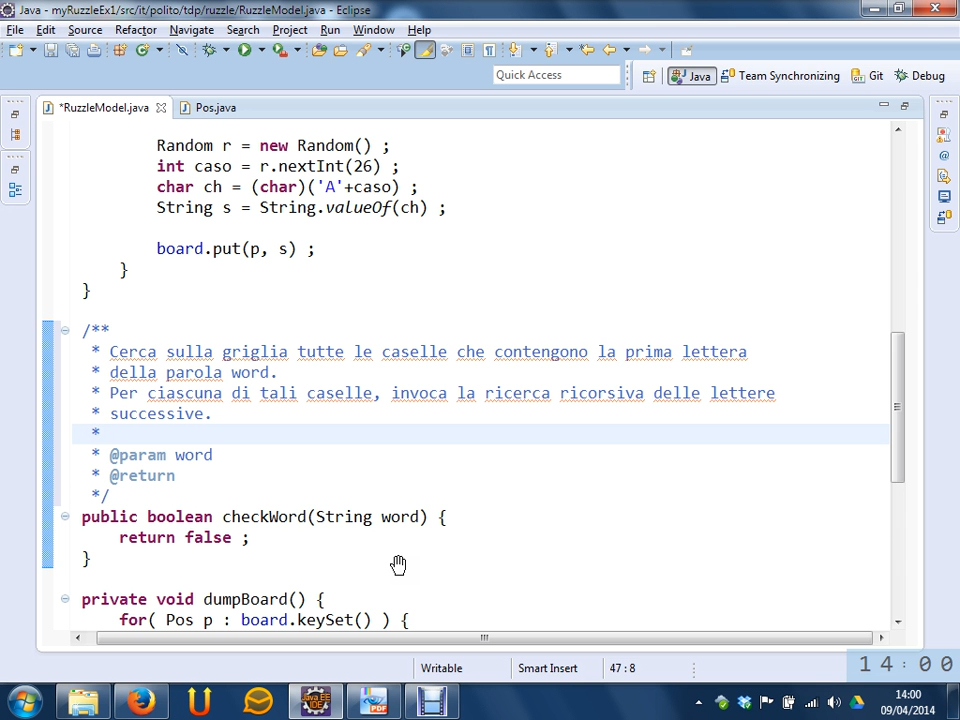 Java - myRuzzleEx1/src/it/polito/tdp/ruzzle/RuzzleModel.java - Eclipse
File Edit Source Refactor Navigate Search Project Run Window Help
Quick Access Java Team Synchronizing Git Debug
*RuzzleModel.java Pos.java
Random r = new Random() ;
int caso = r.nextInt(26) ;
char ch = (char)('A'+caso) ;
String s = String.valueOf(ch) ;
board.put(p, s) ;
}
}
/**
* Cerca sulla griglia tutte le caselle che contengono la prima lettera
* della parola word.
* Per ciascuna di tali caselle, invoca la ricerca ricorsiva delle lettere
* successive.
*
* @param word
* @return
*/
public boolean checkWord(String word) {
return false ;
}
private void dumpBoard() {
for( Pos p : board.keySet() ) {
Writable Smart Insert 47 : 8
14:00
Java EE
IDE
PDF
14:00
09/04/2014